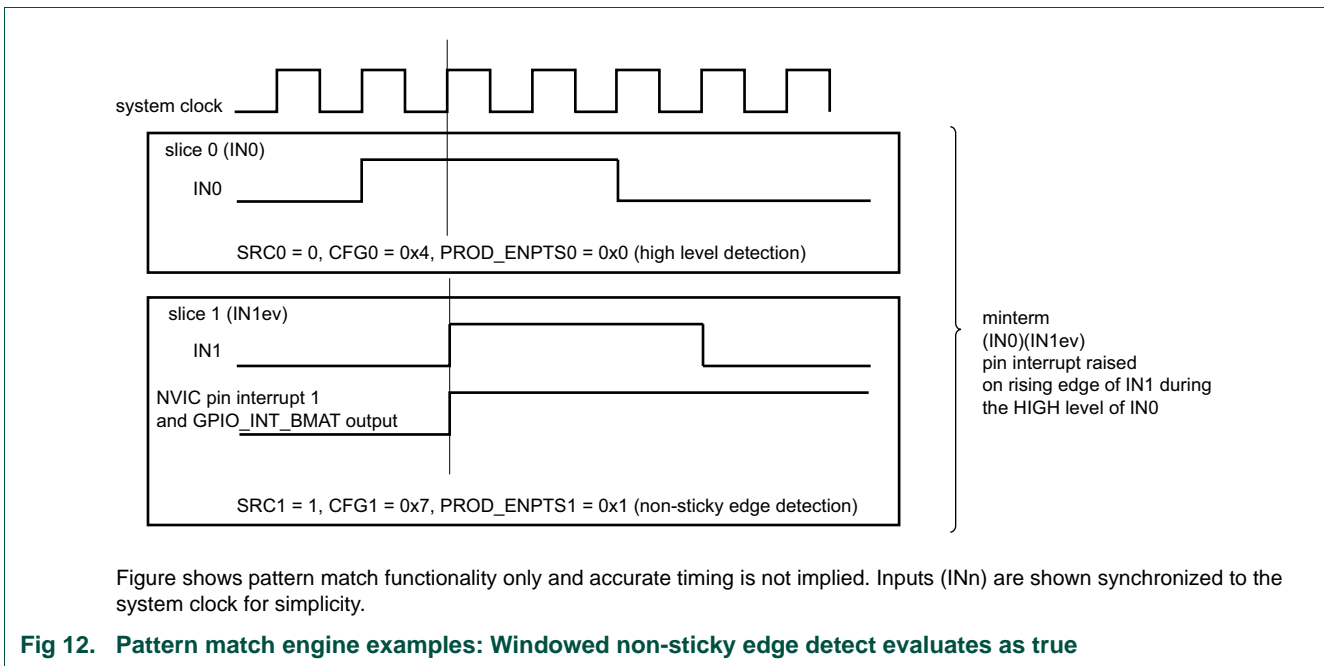 system clock
slice 0 (IN0)
IN0
SRC0 = 0, CFG0 = 0x4, PROD_ENPTS0 = 0x0 (high level detection)
slice 1 (IN1ev)
IN1
NVIC pin interrupt 1
and GPIO_INT_BMAT output
SRC1 = 1, CFG1 = 0x7, PROD_ENPTS1 = 0x1 (non-sticky edge detection)
minterm
(IN0)(IN1ev)
pin interrupt raised
on rising edge of IN1 during
the HIGH level of IN0
Figure shows pattern match functionality only and accurate timing is not implied. Inputs (INn) are shown synchronized to the
system clock for simplicity.
Fig 12. Pattern match engine examples: Windowed non-sticky edge detect evaluates as true